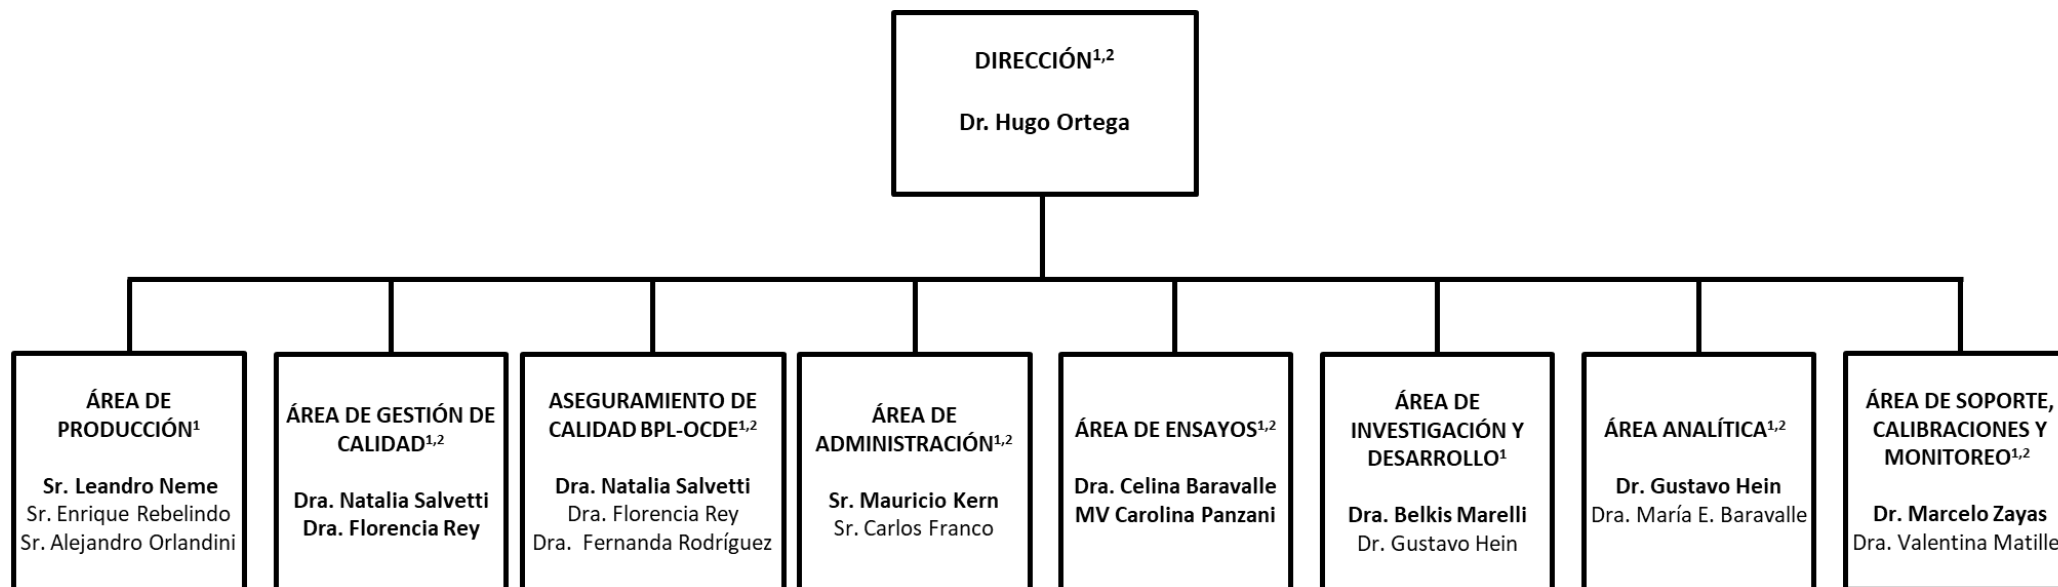 DIRECCIÓN1,2
Dr. Hugo Ortega
ÁREA DE
PRODUCCIÓN1
Sr. Leandro Neme
Sr. Enrique Rebelindo
Sr. Alejandro Orlandini
ÁREA DE GESTIÓN DE
CALIDAD1,2
Dra. Natalia Salvetti
Dra. Florencia Rey
ASEGURAMIENTO DE
CALIDAD BPL-OCDE1,2
Dra. Natalia Salvetti
Dra. Florencia Rey
Dra. Fernanda Rodríguez
ÁREA DE
ADMINISTRACIÓN1,2
Sr. Mauricio Kern
Sr. Carlos Franco
ÁREA DE ENSAYOS1,2
Dra. Celina Baravalle
MV Carolina Panzani
ÁREA DE
INVESTIGACIÓN Y
DESARROLLO1
Dra. Belkis Marelli
Dr. Gustavo Hein
ÁREA ANALÍTICA1,2
Dr. Gustavo Hein
Dra. María E. Baravalle
ÁREA DE SOPORTE,
CALIBRACIONES Y
MONITOREO1,2
Dr. Marcelo Zayas
Dra. Valentina Matille